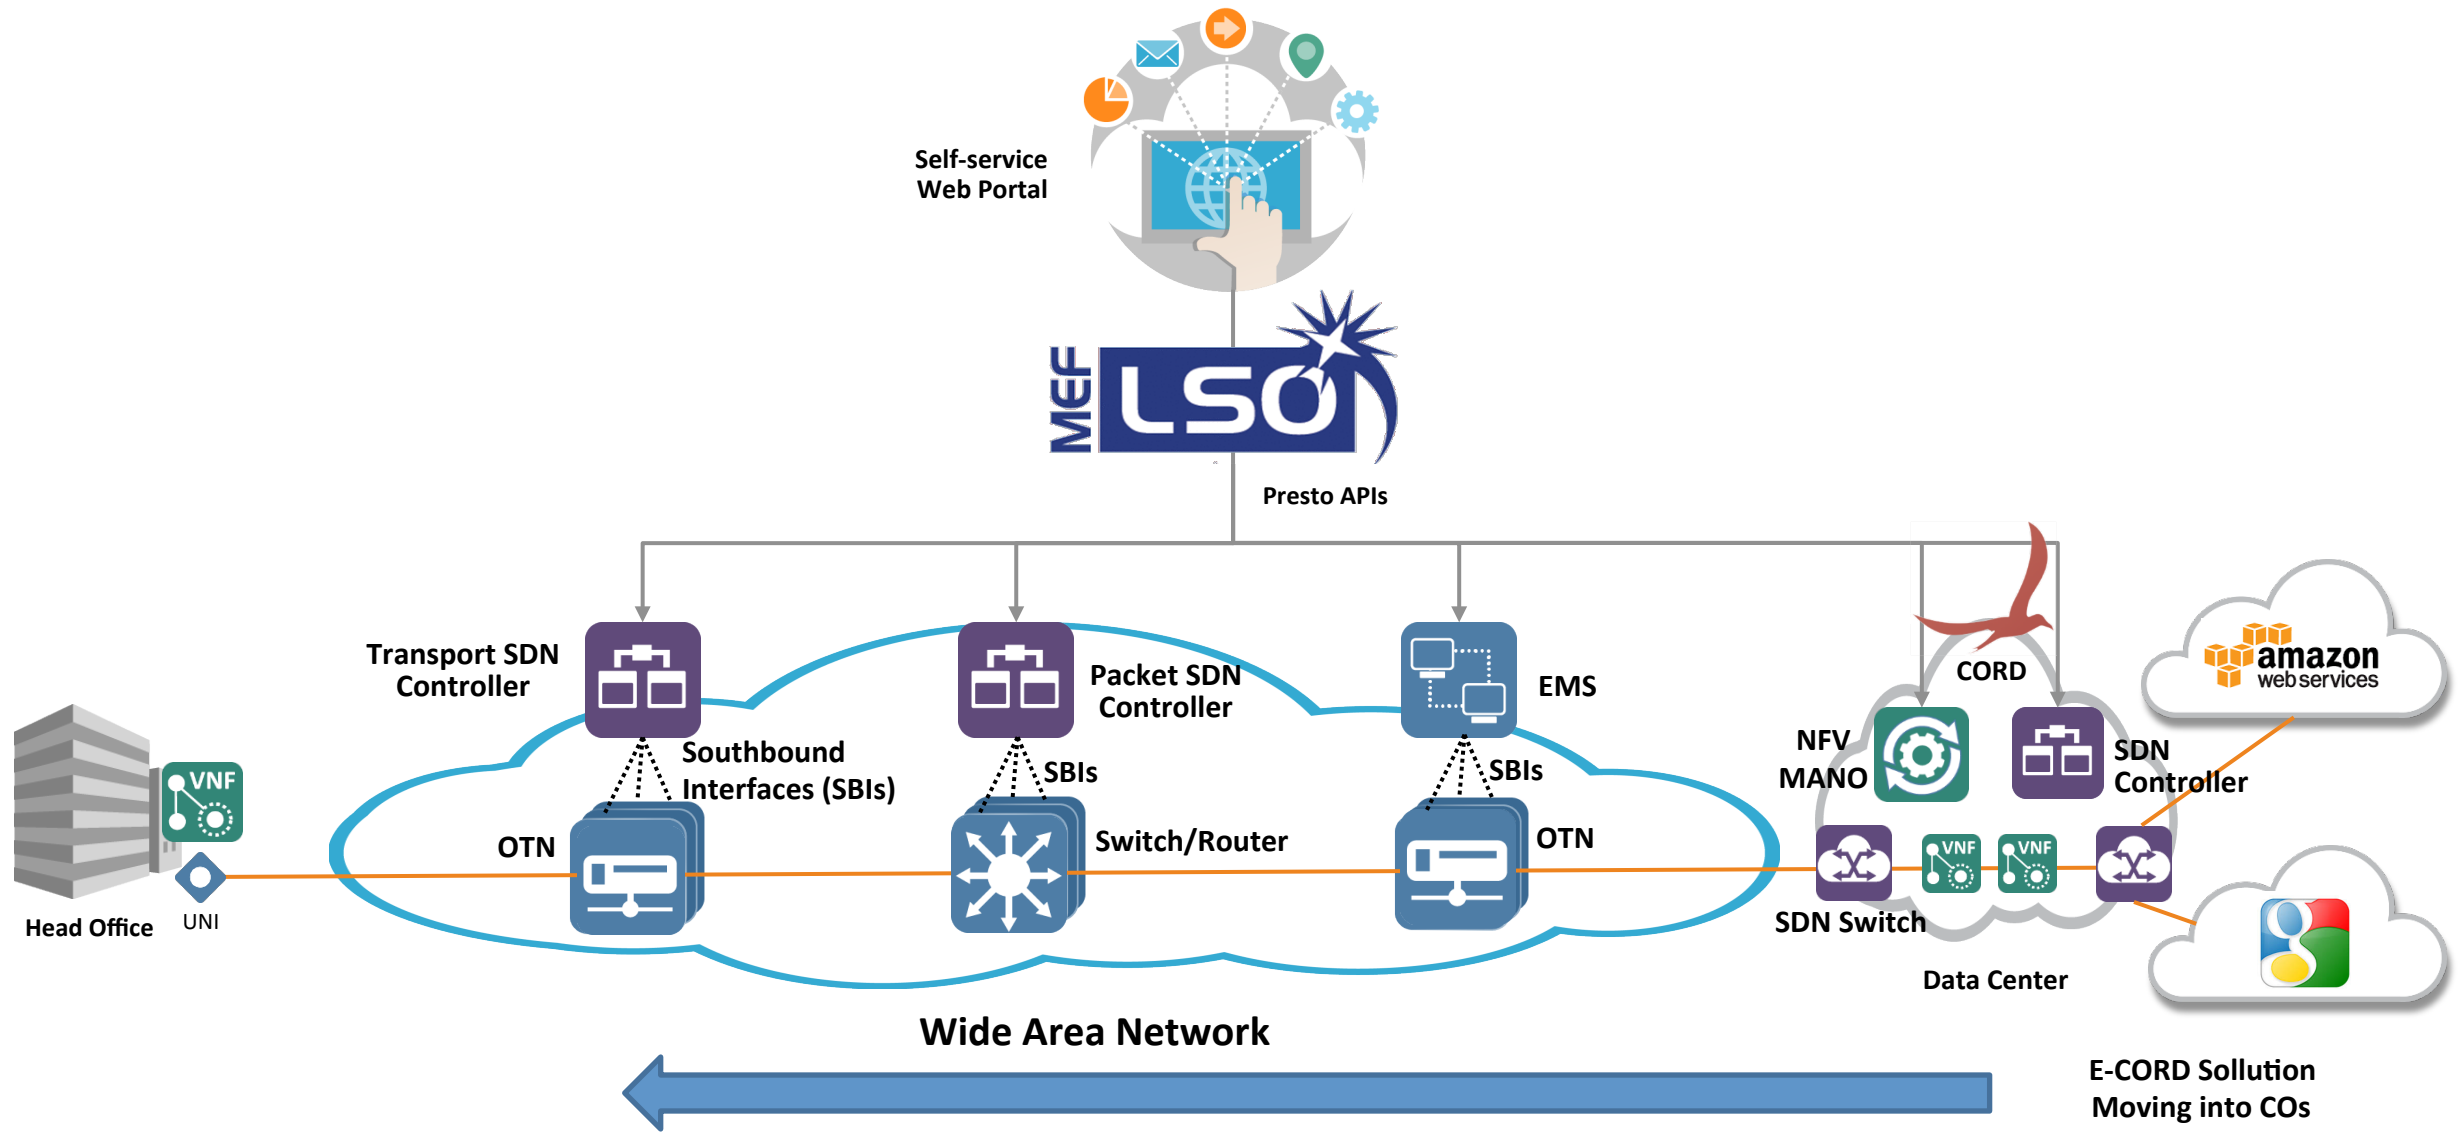 Self-service
Web Portal
MEF
LSO
Presto APIs
Transport SDN
Controller
Packet SDN
Controller
EMS
CORD
amazon
web services
Southbound
Interfaces (SBIs)
SBIs
SBIs
NFV
MANO
SDN
Controller
VNF
OTN
Switch/Router
OTN
VNF
VNF
Head Office
UNI
SDN Switch
g
Data Center
Wide Area Network
E-CORD Sollution
Moving into COs